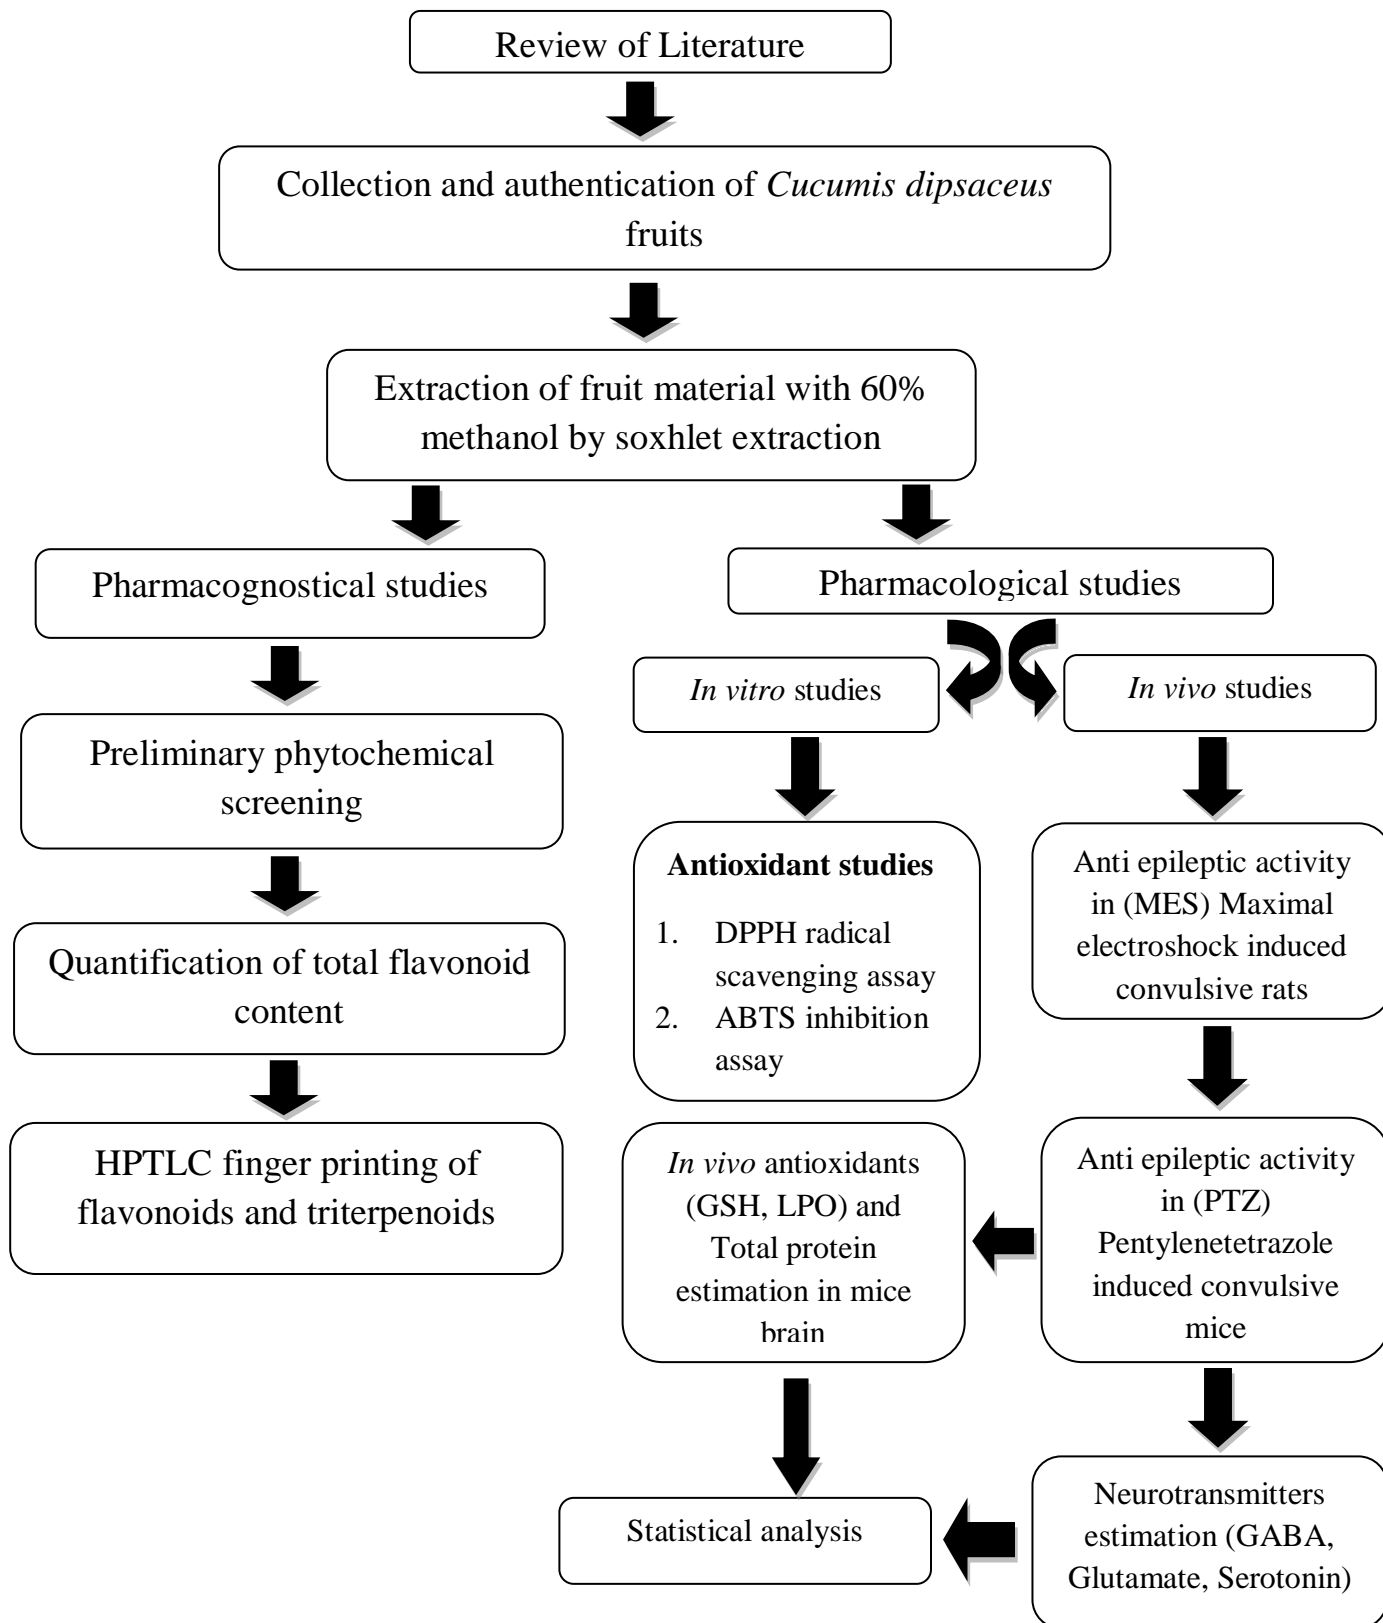 Review of Literature
Collection and authentication of Cucumis dipsaceus
fruits
Extraction of fruit material with 60%
methanol by soxhlet extraction
Pharmacognostical studies
Preliminary phytochemical
screening
Quantification of total flavonoid
content
HPTLC finger printing of
flavonoids and triterpenoids
Pharmacological studies
In vitro studies
Antioxidant studies
1. DPPH radical
scavenging assay
2. ABTS inhibition
assay
In vivo studies
Anti epileptic activity
in (MES) Maximal
electroshock induced
convulsive rats
Anti epileptic activity
in (PTZ)
Pentylenetetrazole
induced convulsive
mice
In vivo antioxidants
(GSH, LPO) and
Total protein
estimation in mice
brain
Neurotransmitters
estimation (GABA,
Glutamate, Serotonin)
Statistical analysis